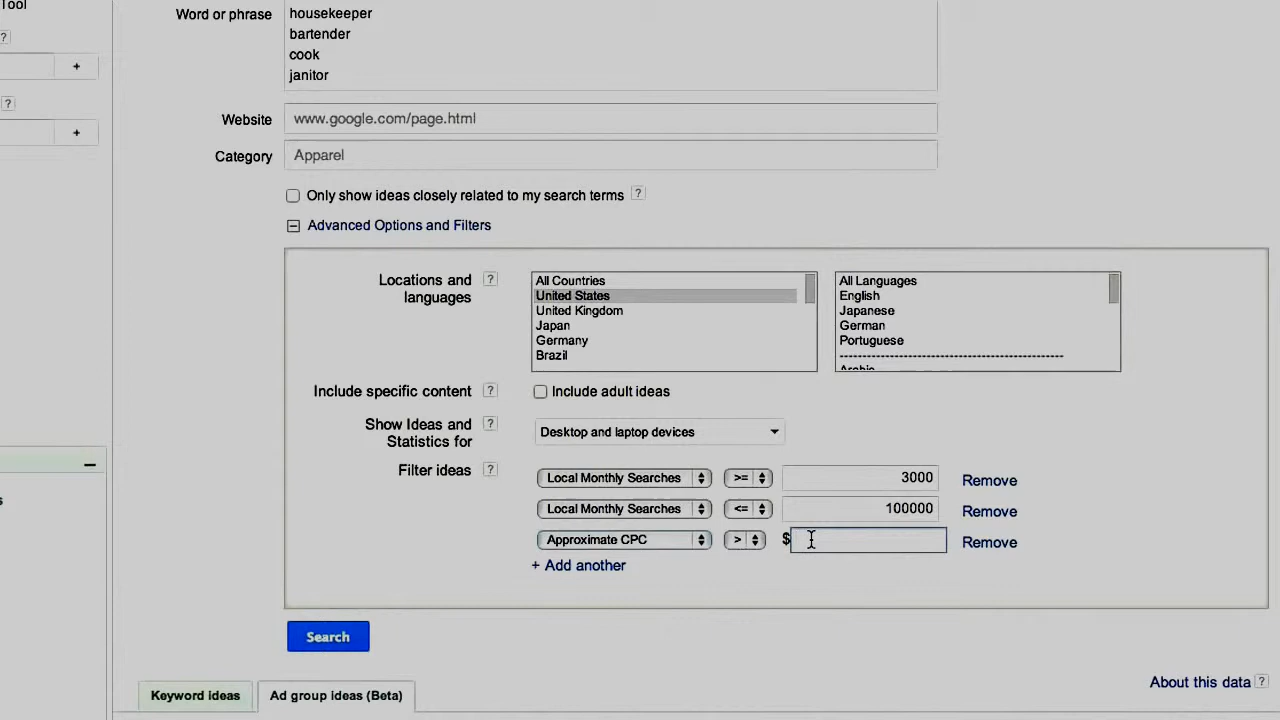 Tool
Word or phrase
housekeeper
bartender
cook
janitor
?
+
?
+
Website
www.google.com/page.html
Category
Apparel
Only show ideas closely related to my search terms ?
Advanced Options and Filters
Locations and languages ?
All Countries
United States
United Kingdom
Japan
Germany
Brazil
All Languages
English
Japanese
German
Portuguese
------------------------------------------------
Arabic
Include specific content ?
Include adult ideas
Show Ideas and Statistics for ?
Desktop and laptop devices
Filter ideas ?
Local Monthly Searches >= 3000 Remove
Local Monthly Searches <= 100000 Remove
Approximate CPC > $ Remove
+ Add another
Search
About this data ?
Keyword ideas
Ad group ideas (Beta)